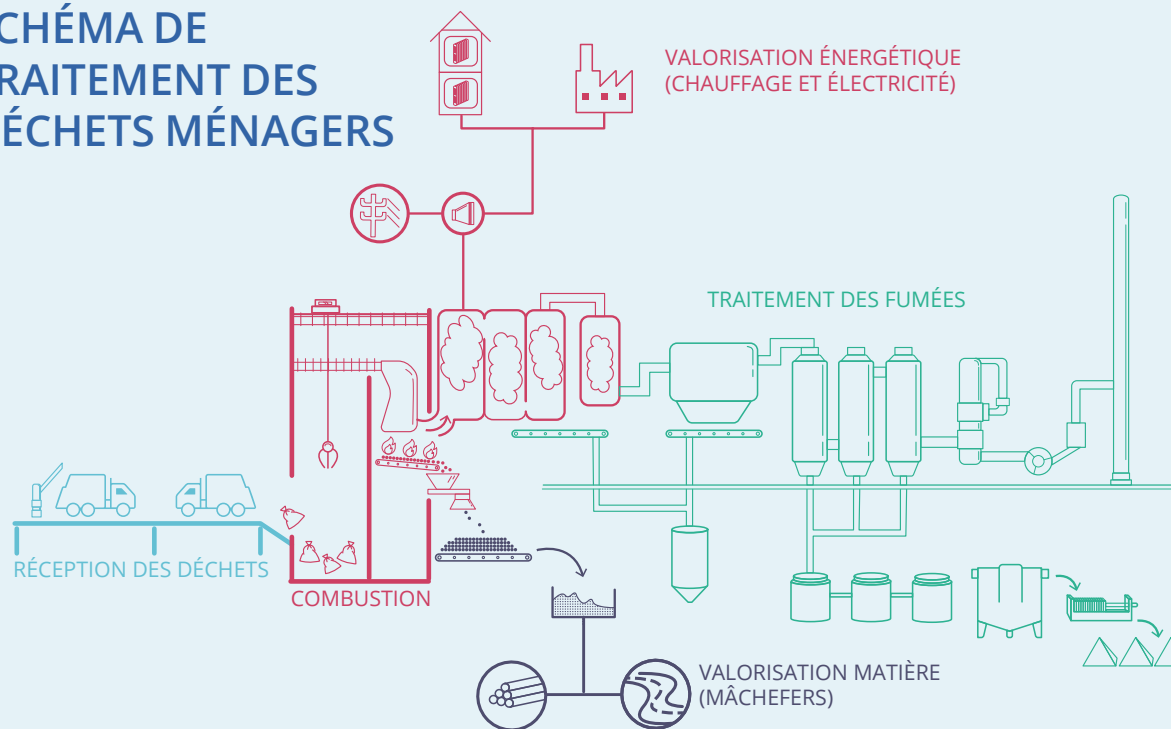 CHÉMA DE
RAITEMENT DES
ÉCHETS MÉNAGERS
VALORISATION ÉNERGÉTIQUE
(CHAUFFAGE ET ÉLECTRICITÉ)
TRAITEMENT DES FUMÉES
RÉCEPTION DES DÉCHETS
COMBUSTION
VALORISATION MATIÈRE
(MÂCHEFERS)